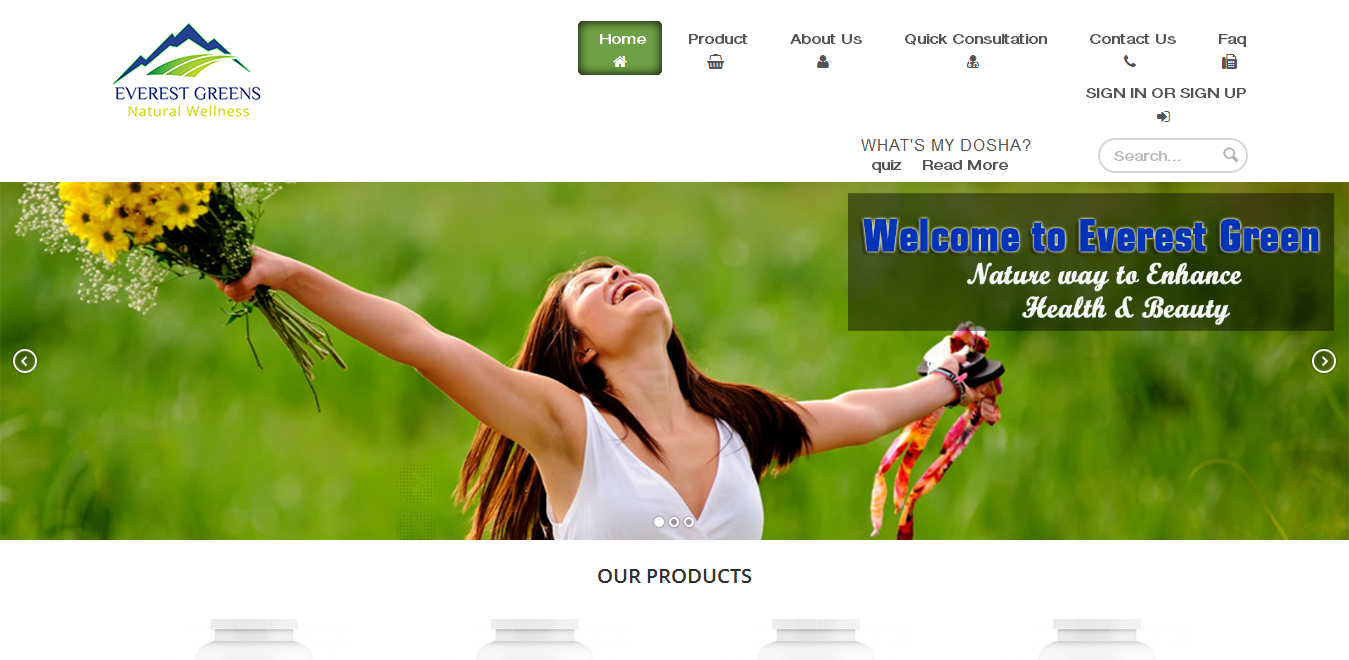 EVEREST GREENS
Natural Wellness
Home
Product
About Us
Quick Consultation
Contact Us
Faq
SIGN IN OR SIGN UP
WHAT'S MY DOSHA?
quiz Read More
Search...
Welcome to Everest Green
Nature way to Enhance
Health & Beauty
OUR PRODUCTS